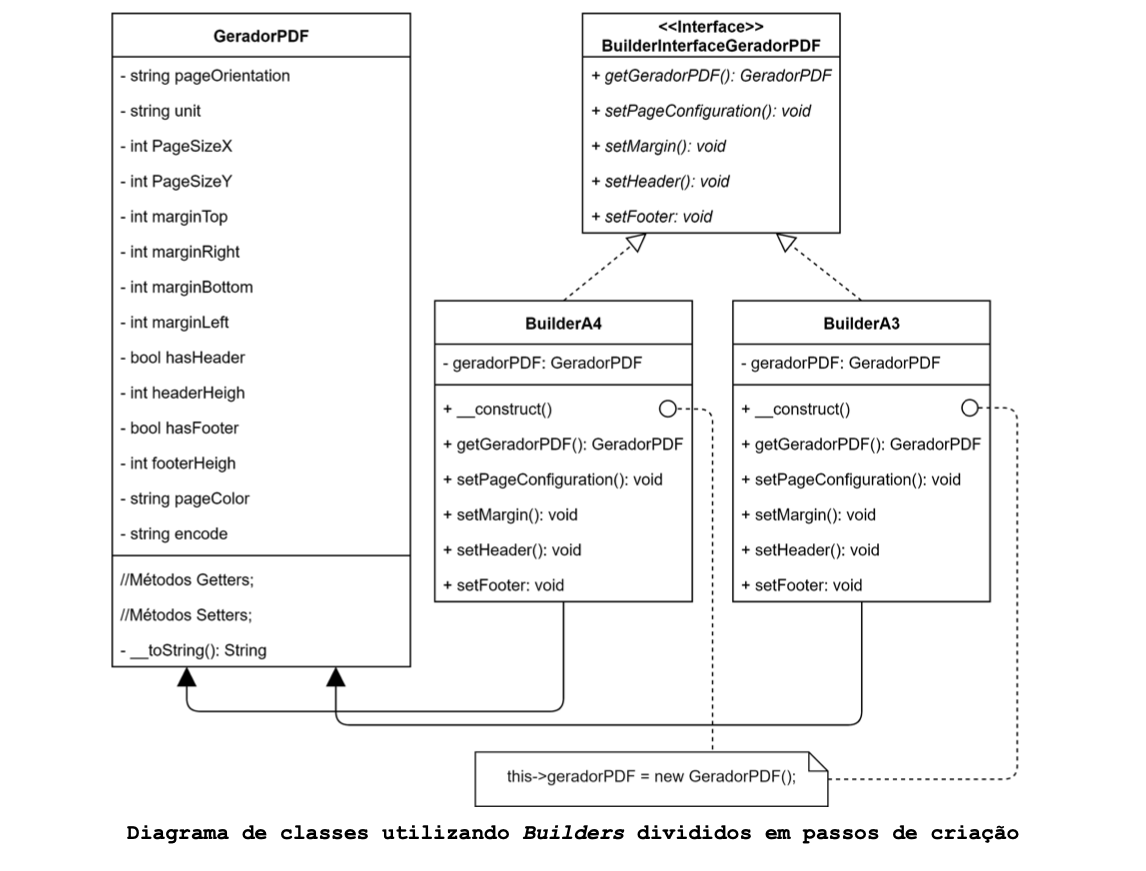 GeradorPDF
- string pageOrientation
- string unit
- int PageSizeX
- int PageSizeY
- int marginTop
- int marginRight
- int marginBottom
- int marginLeft
- bool hasHeader
- int headerHeigh
- bool hasFooter
- int footerHeigh
- string pageColor
- string encode
//Métodos Getters;
//Métodos Setters;
- __toString(): String
<<Interface>>
BuilderInterfaceGeradorPDF
+ getGeradorPDF(): GeradorPDF
+ setPageConfiguration(): void
+ setMargin(): void
+ setHeader(): void
+ setFooter: void
BuilderA4
- geradorPDF: GeradorPDF
+ __construct()
+ getGeradorPDF(): GeradorPDF
+ setPageConfiguration(): void
+ setMargin(): void
+ setHeader(): void
+ setFooter: void
BuilderA3
- geradorPDF: GeradorPDF
+ __construct()
+ getGeradorPDF(): GeradorPDF
+ setPageConfiguration(): void
+ setMargin(): void
+ setHeader(): void
+ setFooter: void
this->geradorPDF = new GeradorPDF();
Diagrama de classes utilizando Builders divididos em passos de criação